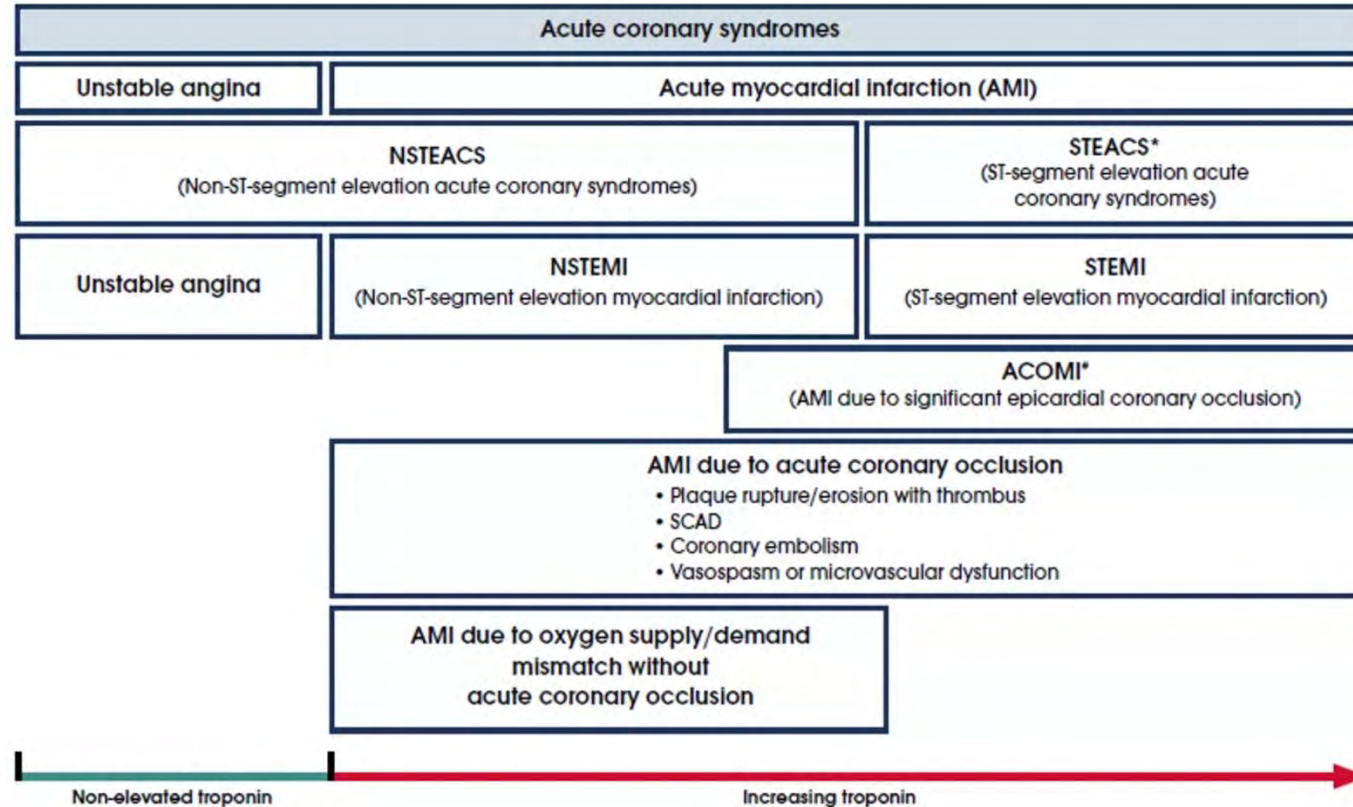 Acute coronary syndromes
Unstable angina
Acute myocardial infarction (AMI)
NSTEACS
(Non-ST-segment elevation acute coronary syndromes)
STEACS*
(ST-segment elevation acute
coronary syndromes)
Unstable angina
NSTEMI
(Non-ST-segment elevation myocardial infarction)
STEMI
(ST-segment elevation myocardial infarction)
ACOMI*
(AMI due to significant epicardial coronary occlusion)
AMI due to acute coronary occlusion
• Plaque rupture/erosion with thrombus
• SCAD
• Coronary embolism
• Vasospasm or microvascular dysfunction
AMI due to oxygen supply/demand
mismatch without
acute coronary occlusion
Non-elevated troponin
Increasing troponin